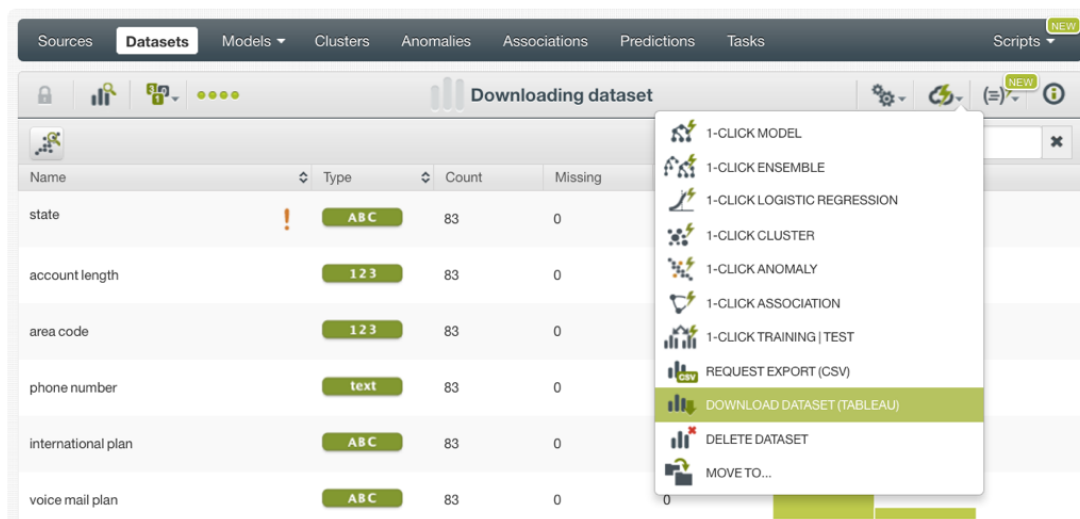 Sources Datasets Models Clusters Anomalies Associations Predictions Tasks Scripts NEW
Downloading dataset NEW
Name Type Count Missing
state ! ABC 83 0
account length 123 83 0
area code 123 83 0
phone number text 83 0
international plan ABC 83 0
voice mail plan ABC 83 0 0
1-CLICK MODEL
1-CLICK ENSEMBLE
1-CLICK LOGISTIC REGRESSION
1-CLICK CLUSTER
1-CLICK ANOMALY
1-CLICK ASSOCIATION
1-CLICK TRAINING | TEST
CSV REQUEST EXPORT (CSV)
DOWNLOAD DATASET (TABLEAU)
DELETE DATASET
MOVE TO...